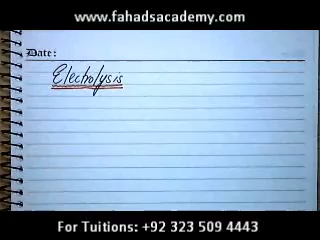 www.fahadsacademy.com
Date:
Electrolysis
For Tuitions: +92 323 509 4443